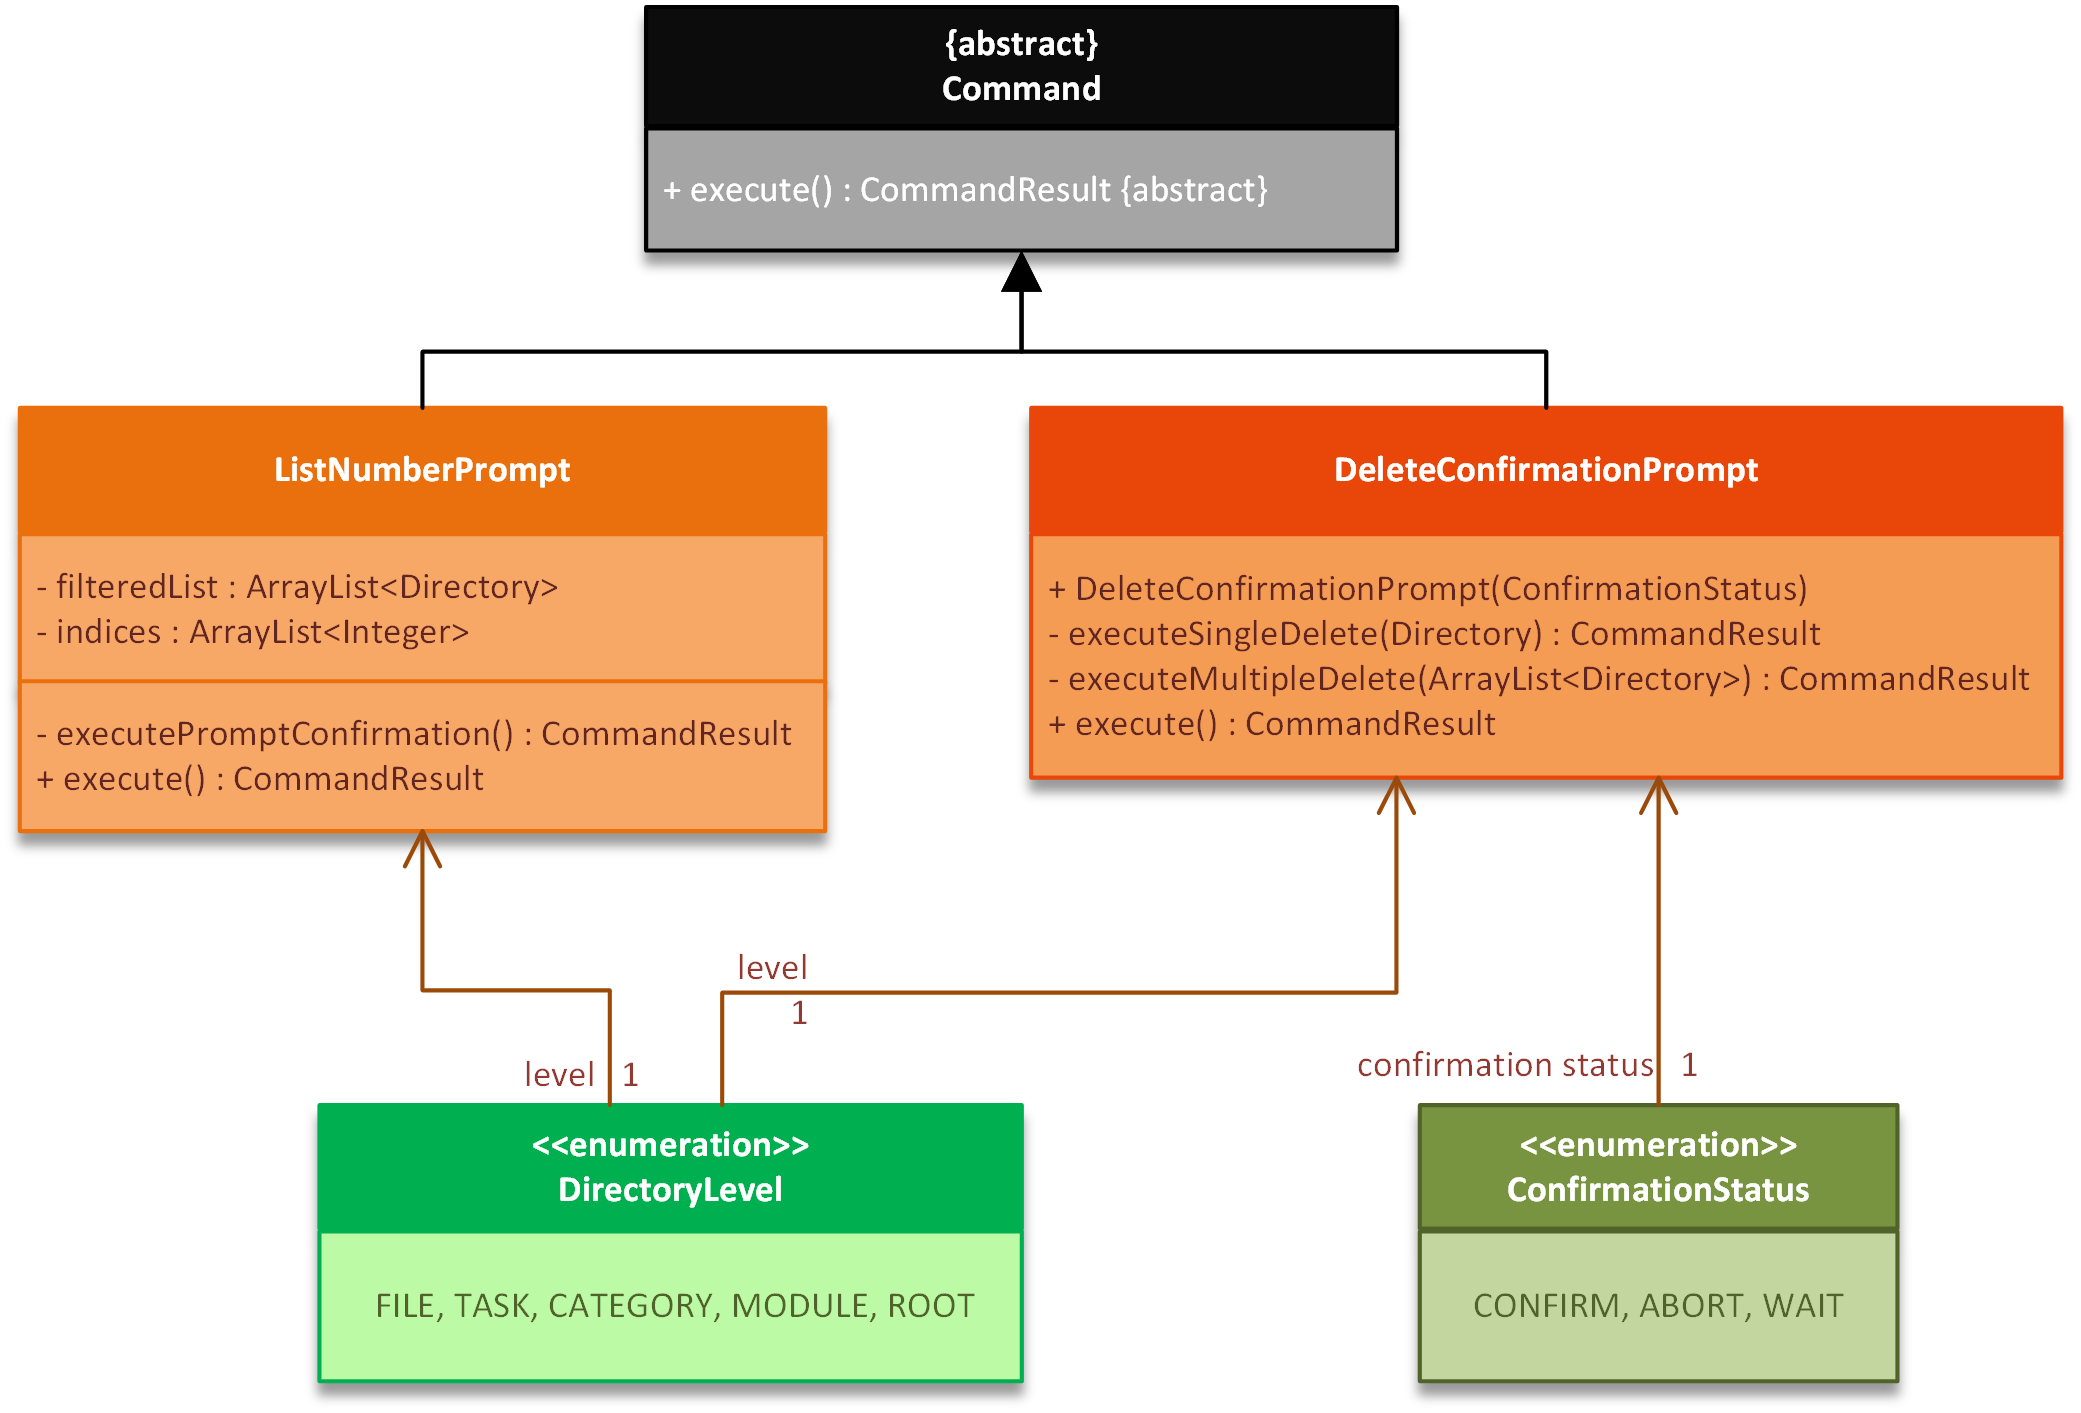 {abstract}
Command
+ execute() : CommandResult {abstract}
ListNumberPrompt
- filteredList : ArrayList<Directory>
- indices : ArrayList<Integer>
- executePromptConfirmation() : CommandResult
+ execute() : CommandResult
DeleteConfirmationPrompt
+ DeleteConfirmationPrompt(ConfirmationStatus)
- executeSingleDelete(Directory) : CommandResult
- executeMultipleDelete(ArrayList<Directory>) : CommandResult
+ execute() : CommandResult
level
1
level 1
confirmation status 1
<<enumeration>>
DirectoryLevel
FILE, TASK, CATEGORY, MODULE, ROOT
<<enumeration>>
ConfirmationStatus
CONFIRM, ABORT, WAIT